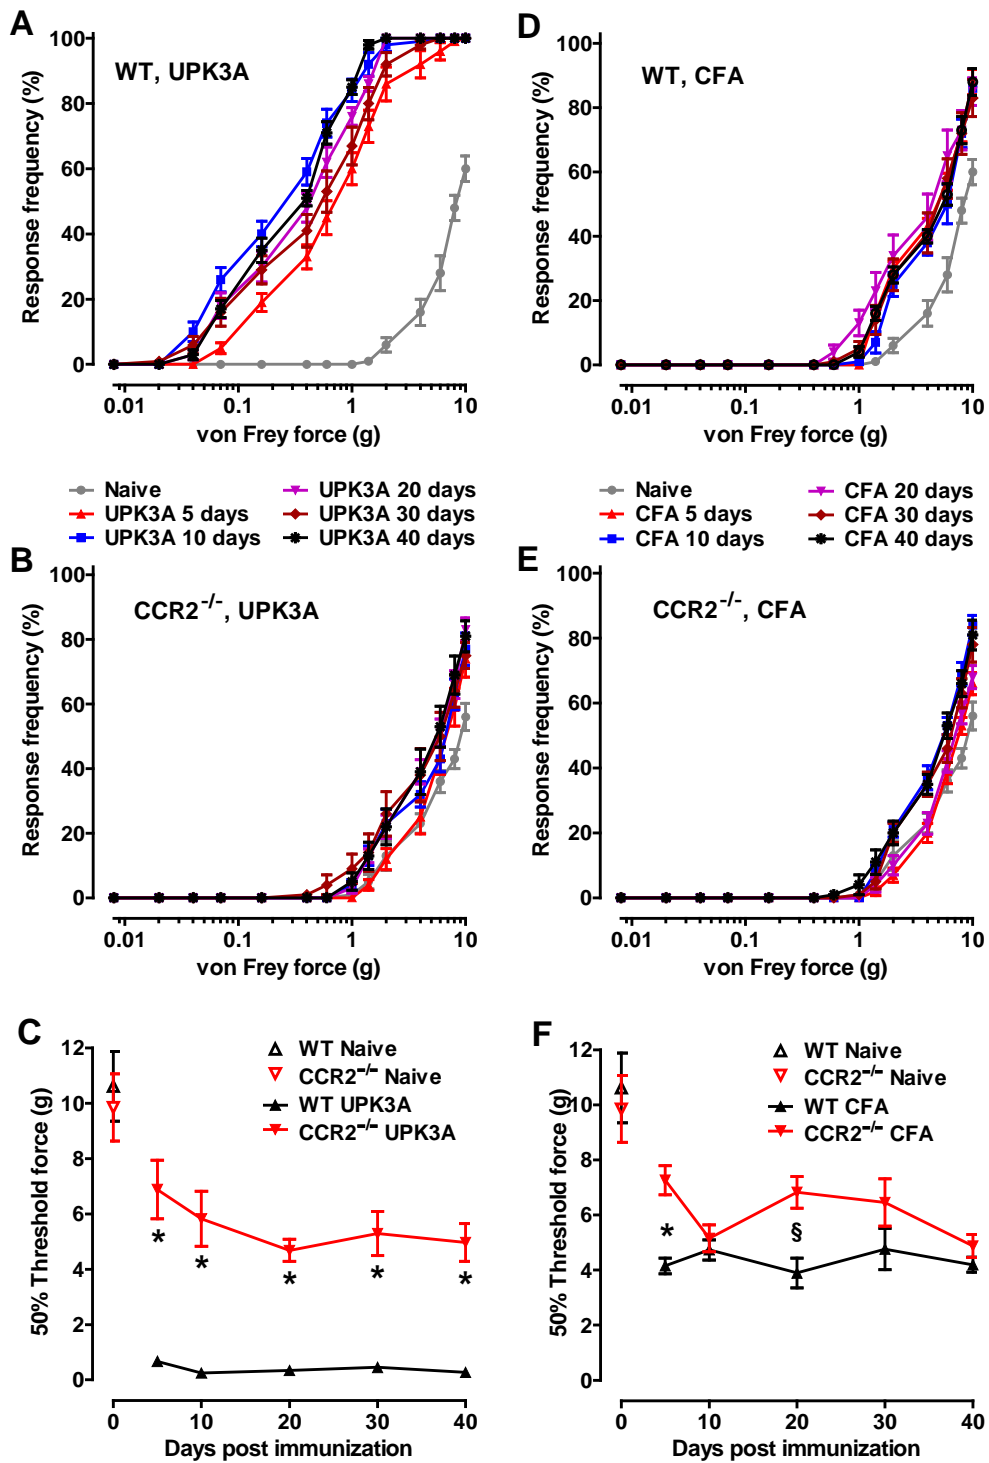 A
100
80
60
40
20
0
Response frequency (%)
WT, UPK3A
0.01 0.1 1 10
von Frey force (g)
D
100
80
60
40
20
0
Response frequency (%)
WT, CFA
0.01 0.1 1 10
von Frey force (g)
Naive
UPK3A 5 days
UPK3A 10 days
UPK3A 20 days
UPK3A 30 days
UPK3A 40 days
Naive
CFA 5 days
CFA 10 days
CFA 20 days
CFA 30 days
CFA 40 days
B
100
80
60
40
20
0
Response frequency (%)
CCR2-/-, UPK3A
0.01 0.1 1 10
von Frey force (g)
E
100
80
60
40
20
0
Response frequency (%)
CCR2-/-, CFA
0.01 0.1 1 10
von Frey force (g)
C
12
10
8
6
4
2
0
50% Threshold force (g)
WT Naive
CCR2-/- Naive
WT UPK3A
CCR2-/- UPK3A
* * * * *
0 10 20 30 40
Days post immunization
F
12
10
8
6
4
2
0
50% Threshold force (g)
WT Naive
CCR2-/- Naive
WT CFA
CCR2-/- CFA
* §
0 10 20 30 40
Days post immunization